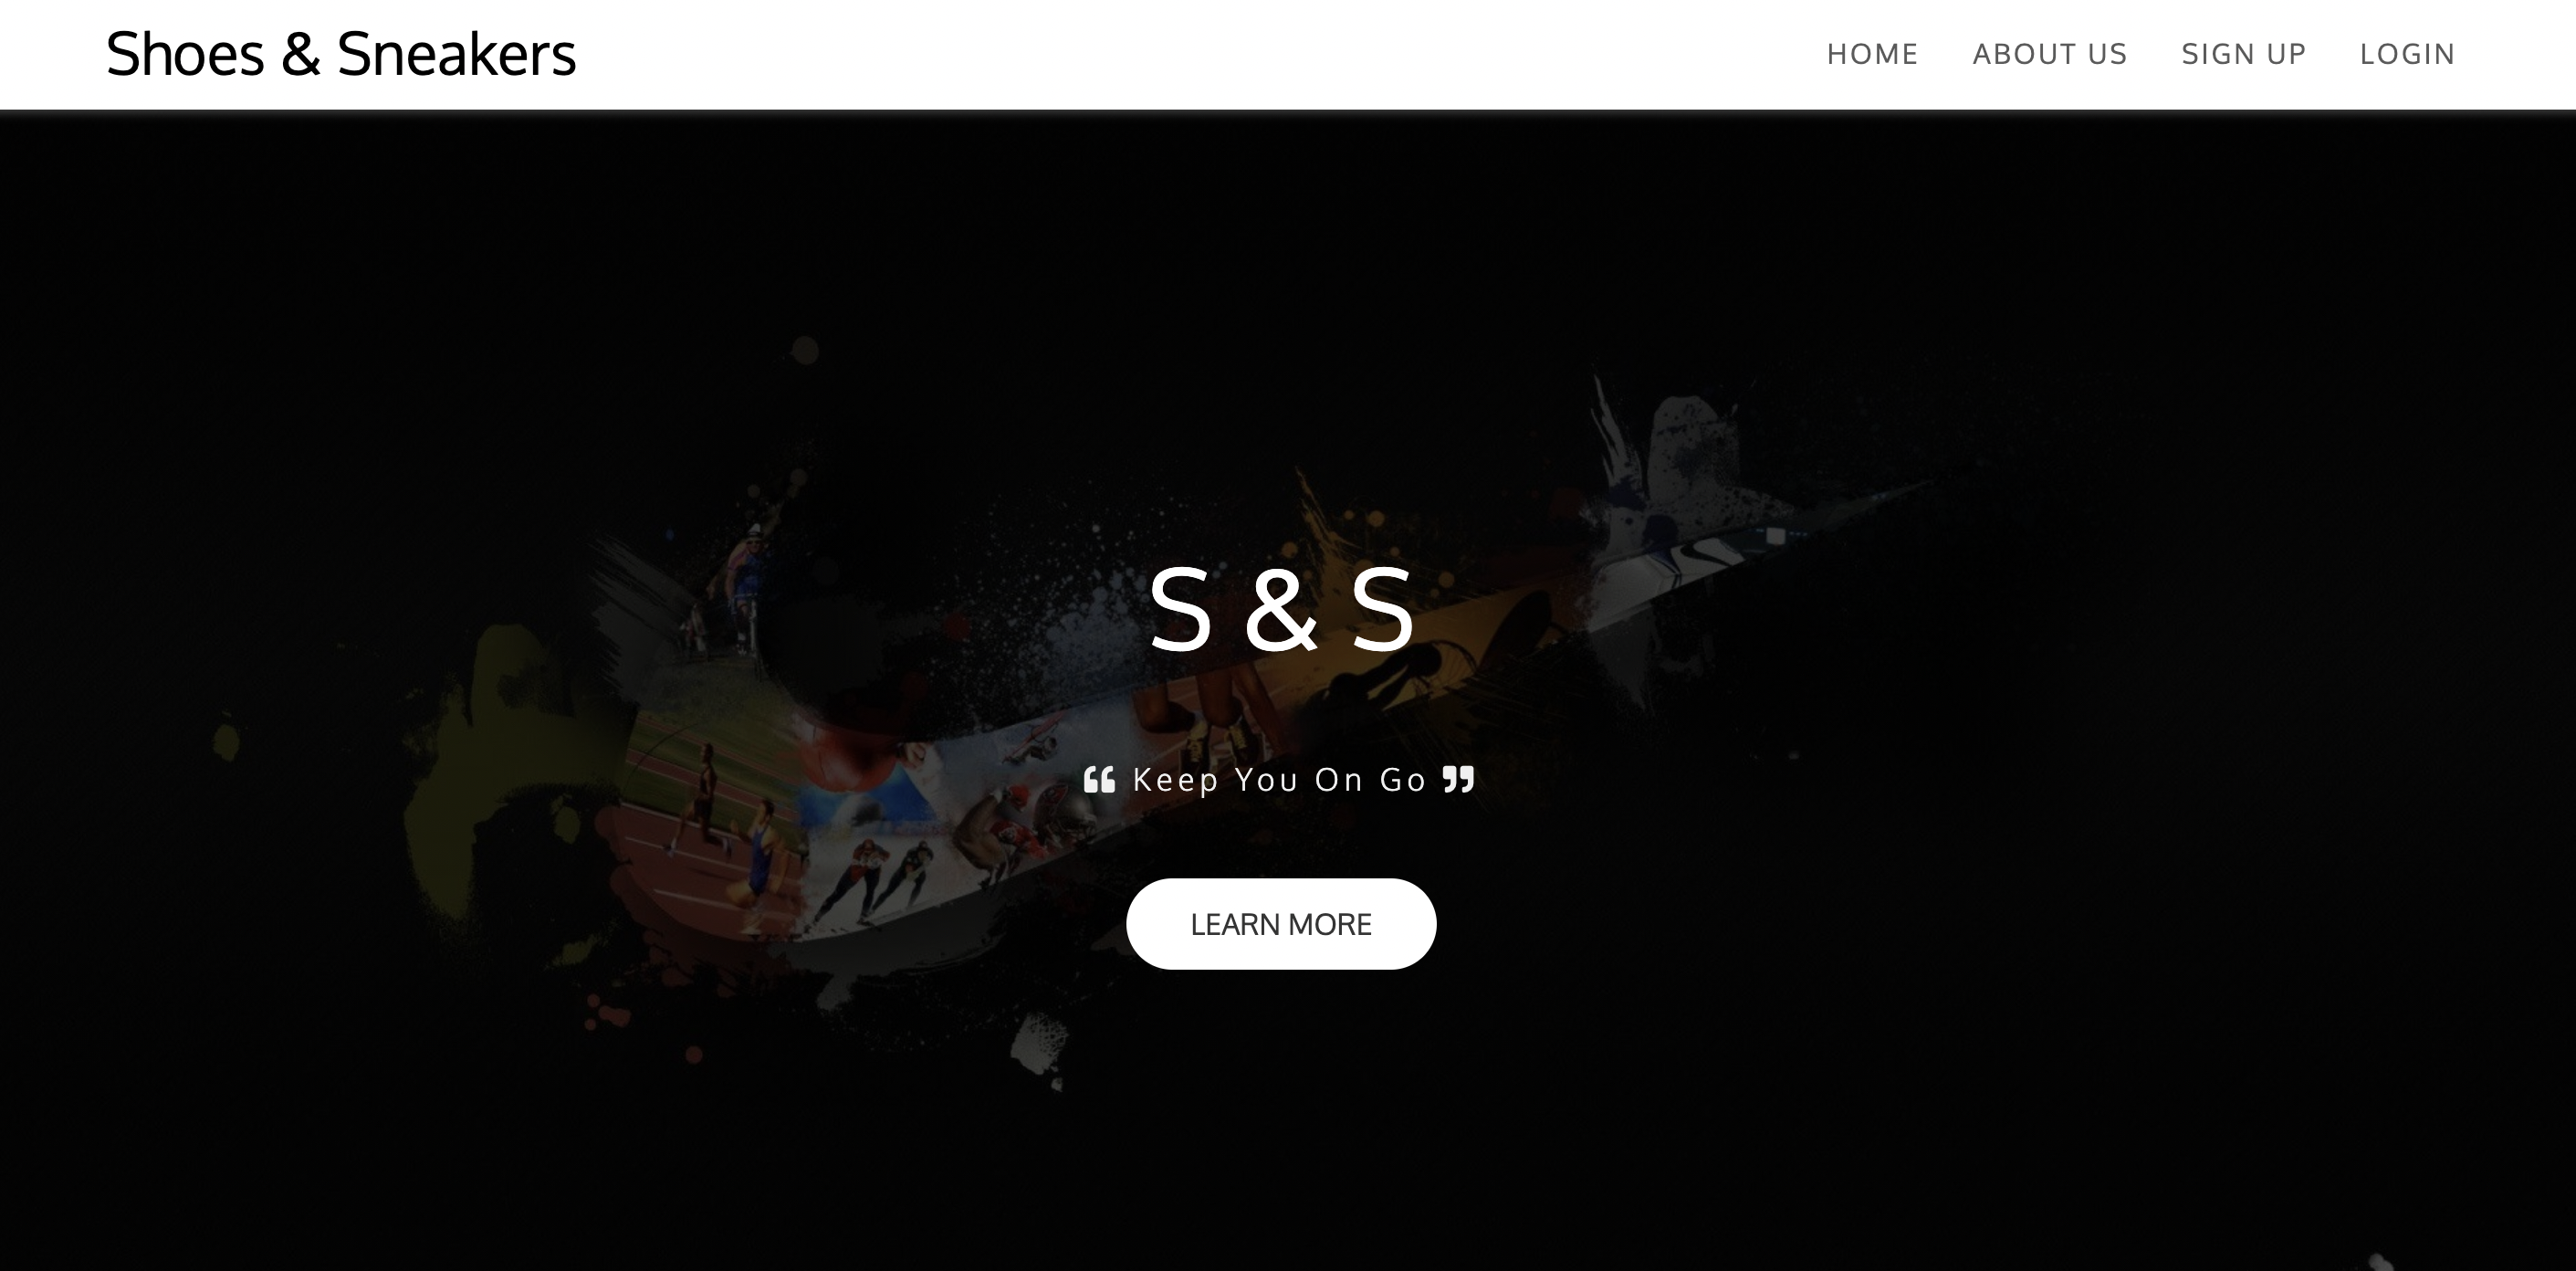 Shoes & Sneakers
HOME ABOUT US SIGN UP LOGIN
S & S
❝ Keep You On Go ❞
LEARN MORE